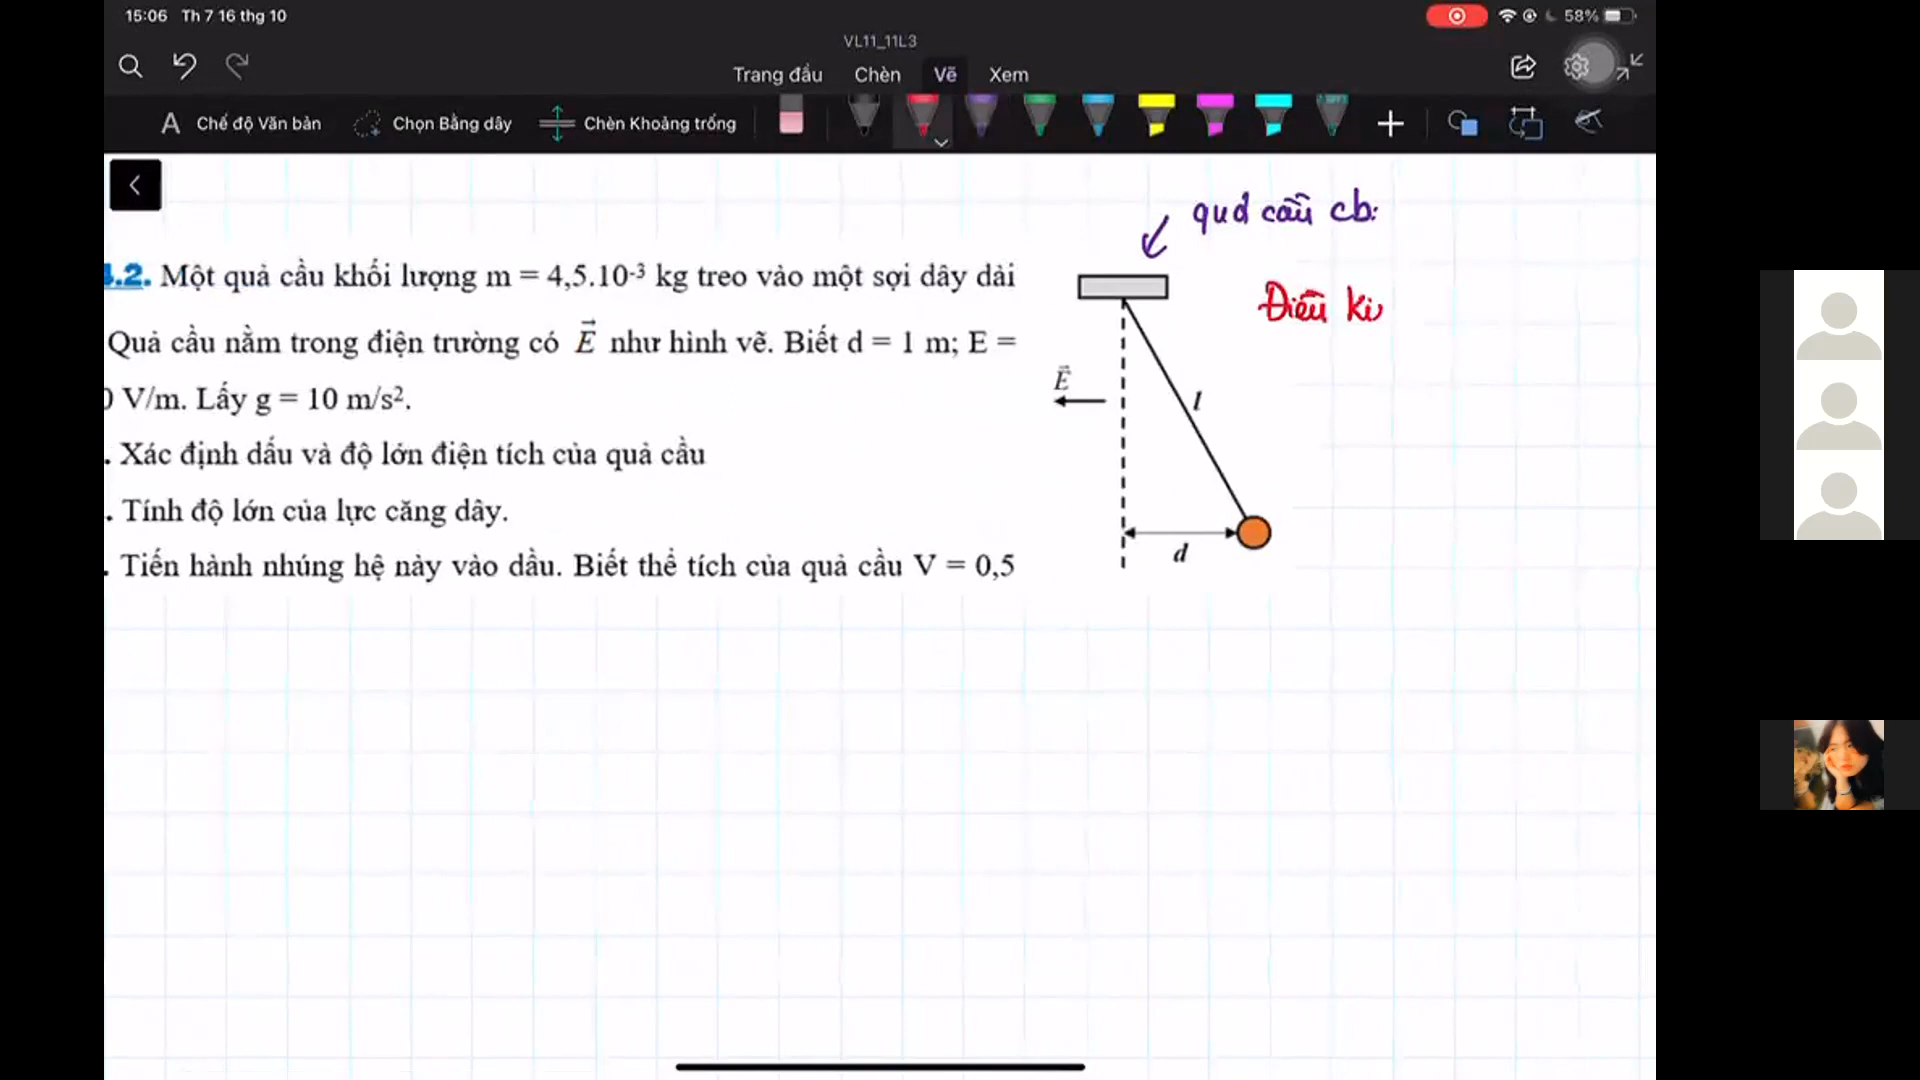 15:06 Th 7 16 thg 10
58%
VL11_11L3
Trang đầu Chèn Vẽ Xem
A Chế độ Văn bản Chọn Bằng dây Chèn Khoảng trống
quả cầu cb:
.2. Một quả cầu khối lượng m = 4,5.10⁻³ kg treo vào một sợi dây dài
Điều ki
Quả cầu nằm trong điện trường có E⃗ như hình vẽ. Biết d = 1 m; E =
E⃗
V/m. Lấy g = 10 m/s².
l
. Xác định dấu và độ lớn điện tích của quả cầu
. Tính độ lớn của lực căng dây.
d
. Tiến hành nhúng hệ này vào dầu. Biết thể tích của quả cầu V = 0,5